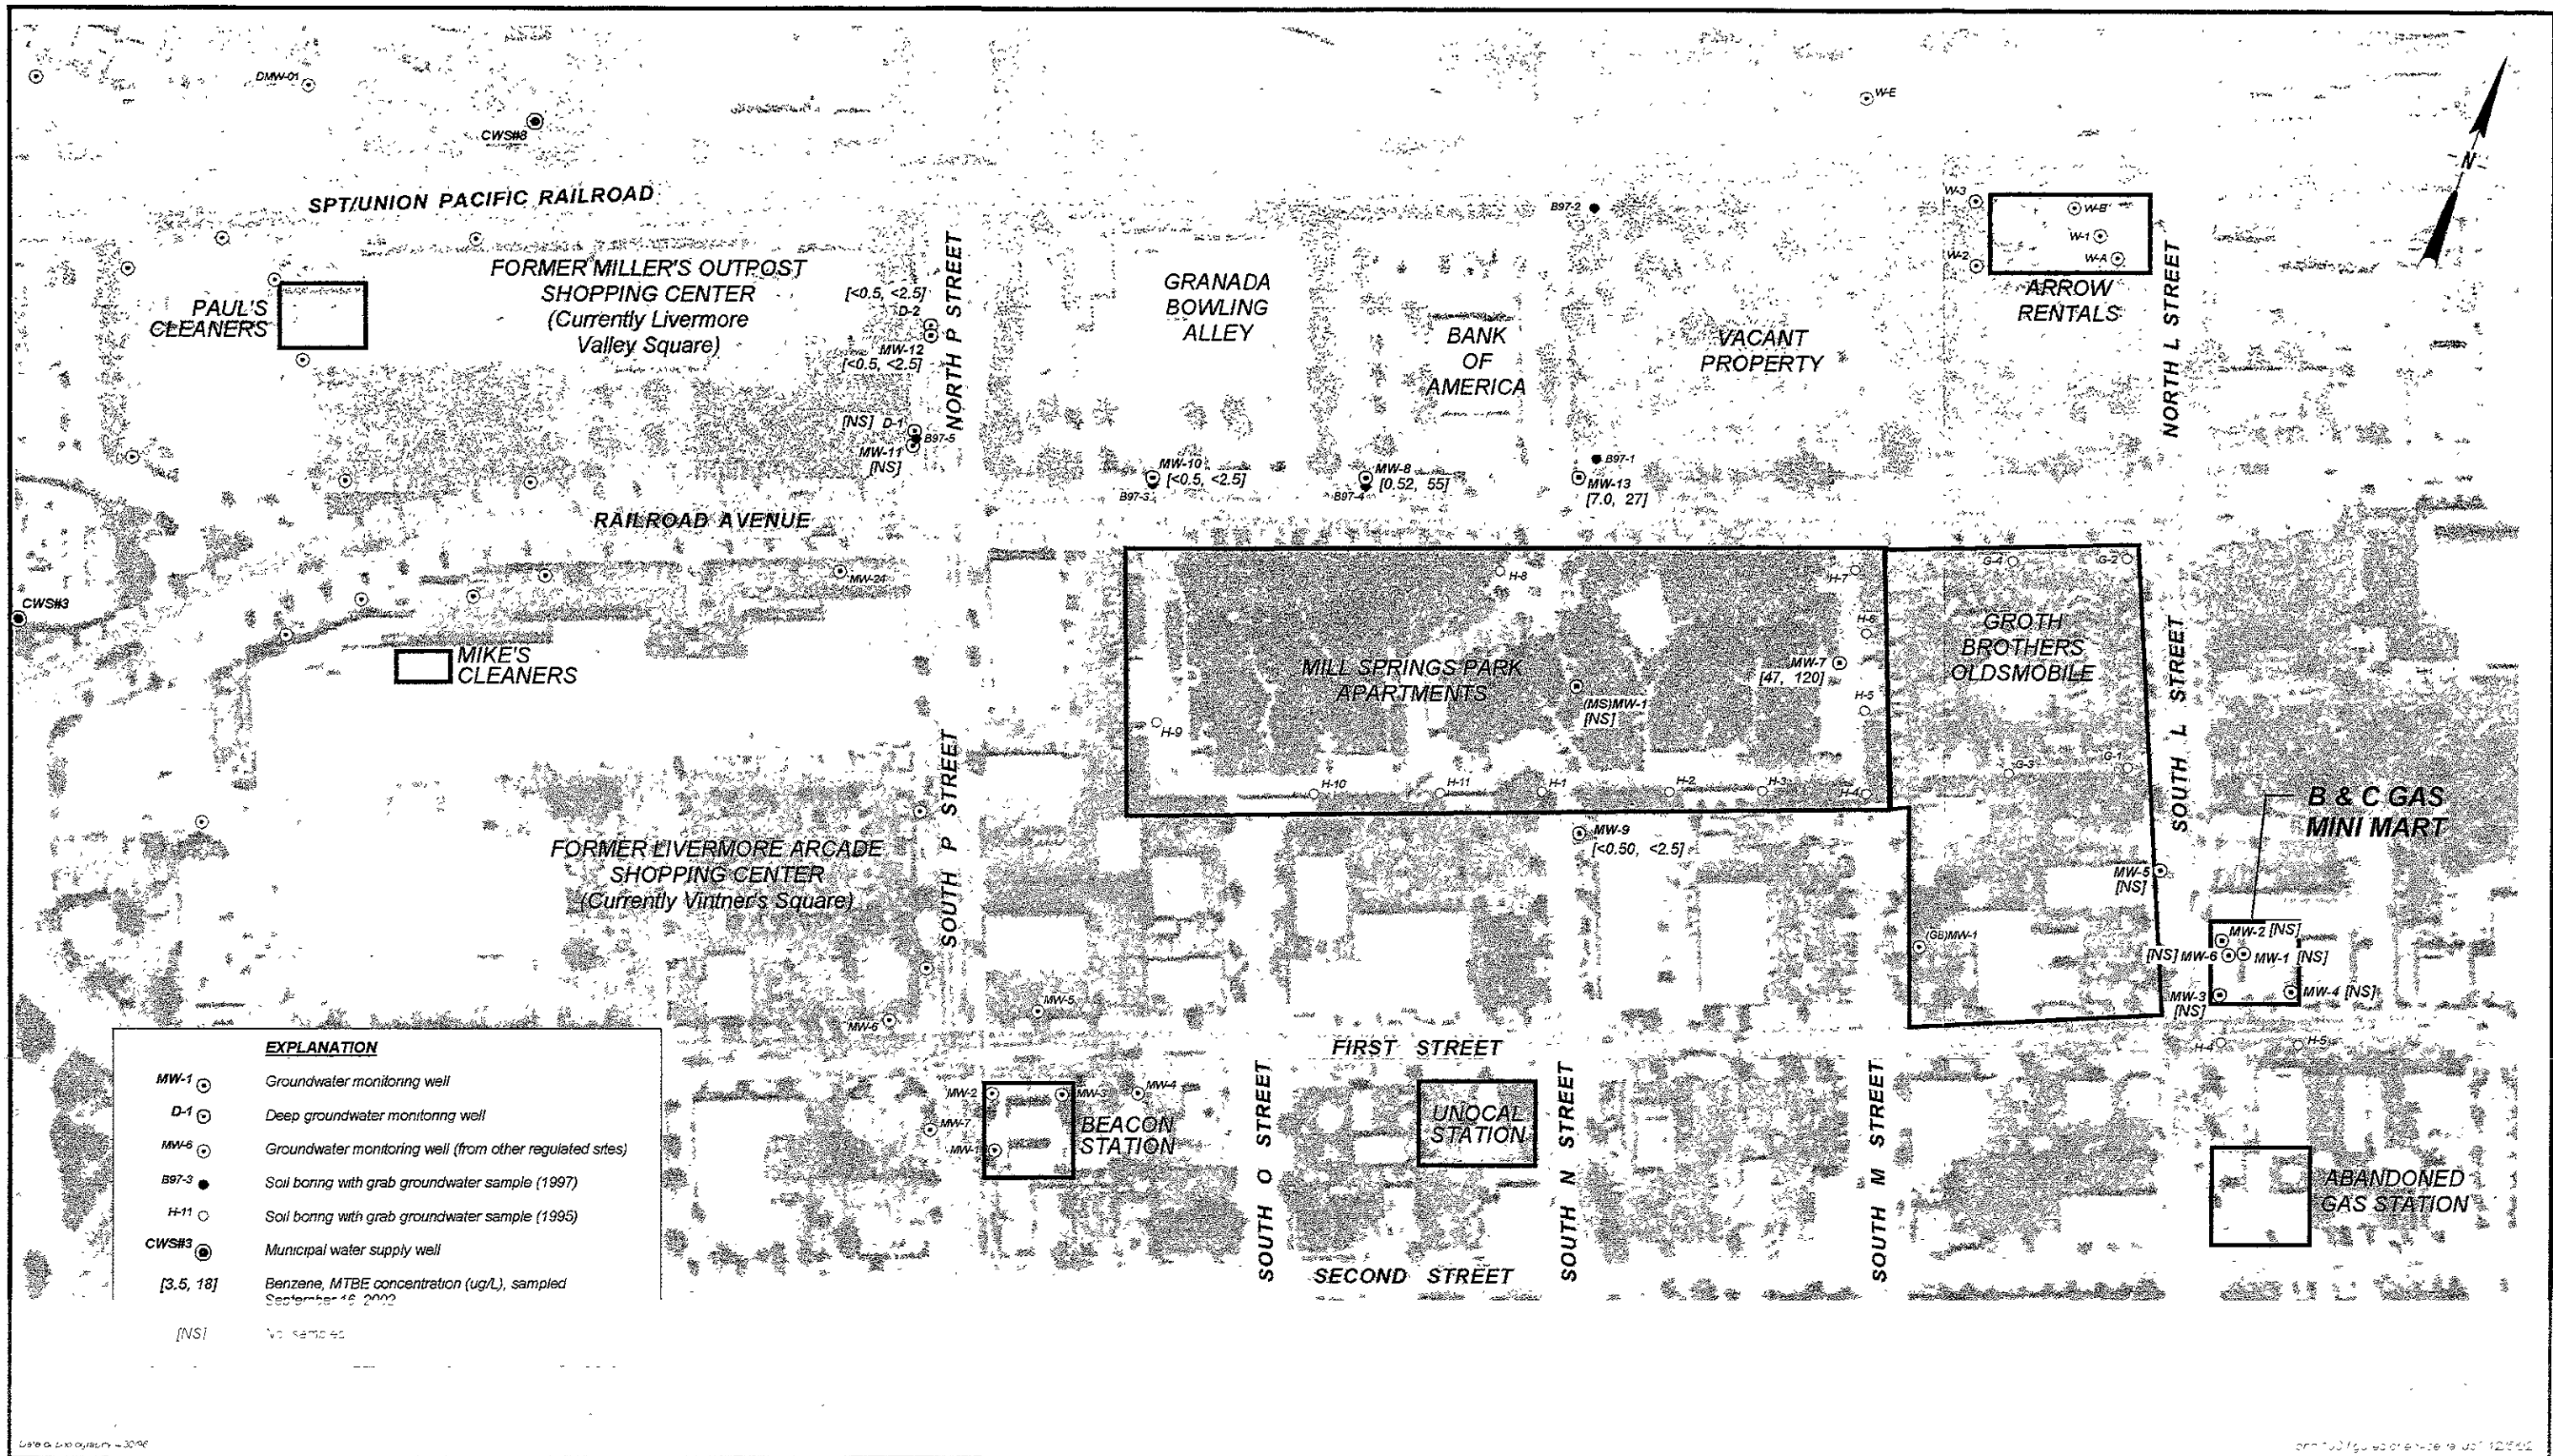 DMW-01
CWS#8
W-E
N
SPT/UNION PACIFIC RAILROAD
B97-2
W-3
W-B
W-1
W-2
W-A
ARROW
RENTALS
NORTH L STREET
PAUL'S
CLEANERS
FORMER MILLER'S OUTPOST
SHOPPING CENTER
(Currently Livermore
Valley Square)
[<0.5, <2.5]
D-2
MW-12
[<0.5, <2.5]
NORTH P STREET
GRANADA
BOWLING
ALLEY
BANK
OF
AMERICA
VACANT
PROPERTY
[NS] D-1
B97-5
MW-11
[NS]
MW-10
[<0.5, <2.5]
B97-3
MW-8
[0.52, 55]
B97-4
B97-1
MW-13
[7.0, 27]
RAILROAD AVENUE
MW-24
CWS#3
MIKE'S
CLEANERS
H-8
H-7
H-6
MW-7
[47, 120]
H-5
MILL SPRINGS PARK
APARTMENTS
(MS)MW-1
[NS]
H-9
H-10
H-11
H-1
H-2
H-3
H-4
G-4
G-2
GROTH
BROTHERS
OLDSMOBILE
G-3
G-1
SOUTH L STREET
B & C GAS
MINI MART
SOUTH P STREET
FORMER LIVERMORE ARCADE
SHOPPING CENTER
(Currently Vintner's Square)
MW-9
[<0.50, <2.5]
MW-5
[NS]
(GB)MW-1
MW-2 [NS]
[NS] MW-6
MW-1 [NS]
MW-3
[NS]
MW-4 [NS]
H-4
H-5
MW-6
MW-5
FIRST STREET
MW-2
MW-3
MW-4
MW-7
MW-1
BEACON
STATION
SOUTH O STREET
UNOCAL
STATION
SOUTH N STREET
SOUTH M STREET
ABANDONED
GAS STATION
SECOND STREET
EXPLANATION
MW-1 Groundwater monitoring well
D-1 Deep groundwater monitoring well
MW-6 Groundwater monitoring well (from other regulated sites)
B97-3 Soil boring with grab groundwater sample (1997)
H-11 Soil boring with grab groundwater sample (1995)
CWS#3 Municipal water supply well
[3.5, 18] Benzene, MTBE concentration (ug/L), sampled
September 16, 2002
[NS]